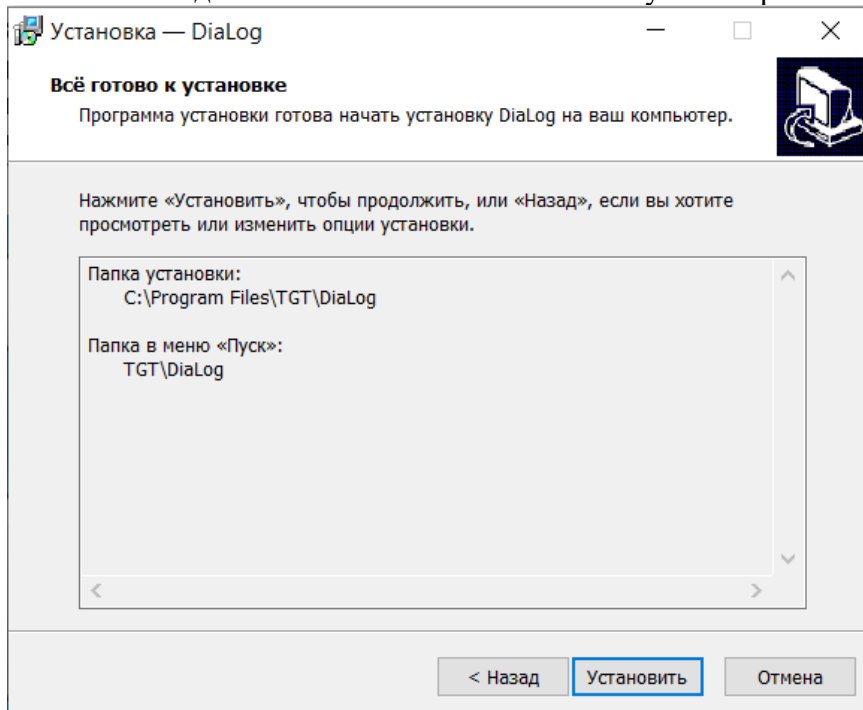 Установка — DiaLog
Всё готово к установке
Программа установки готова начать установку DiaLog на ваш компьютер.
Нажмите «Установить», чтобы продолжить, или «Назад», если вы хотите
просмотреть или изменить опции установки.
Папка установки:
C:\Program Files\TGT\DiaLog
Папка в меню «Пуск»:
TGT\DiaLog
< Назад
Установить
Отмена